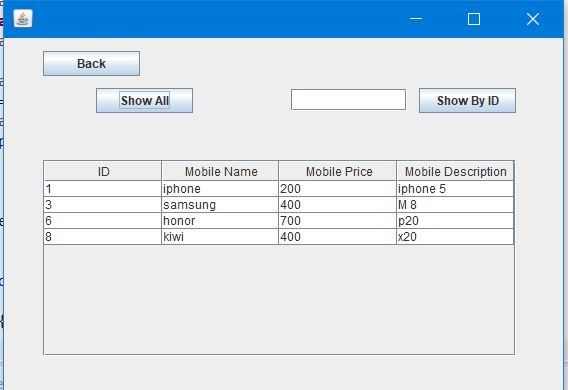 Back
Show All Show By ID
ID Mobile Name Mobile Price Mobile Description
1 iphone 200 iphone 5
3 samsung 400 M 8
6 honor 700 p20
8 kiwi 400 x20